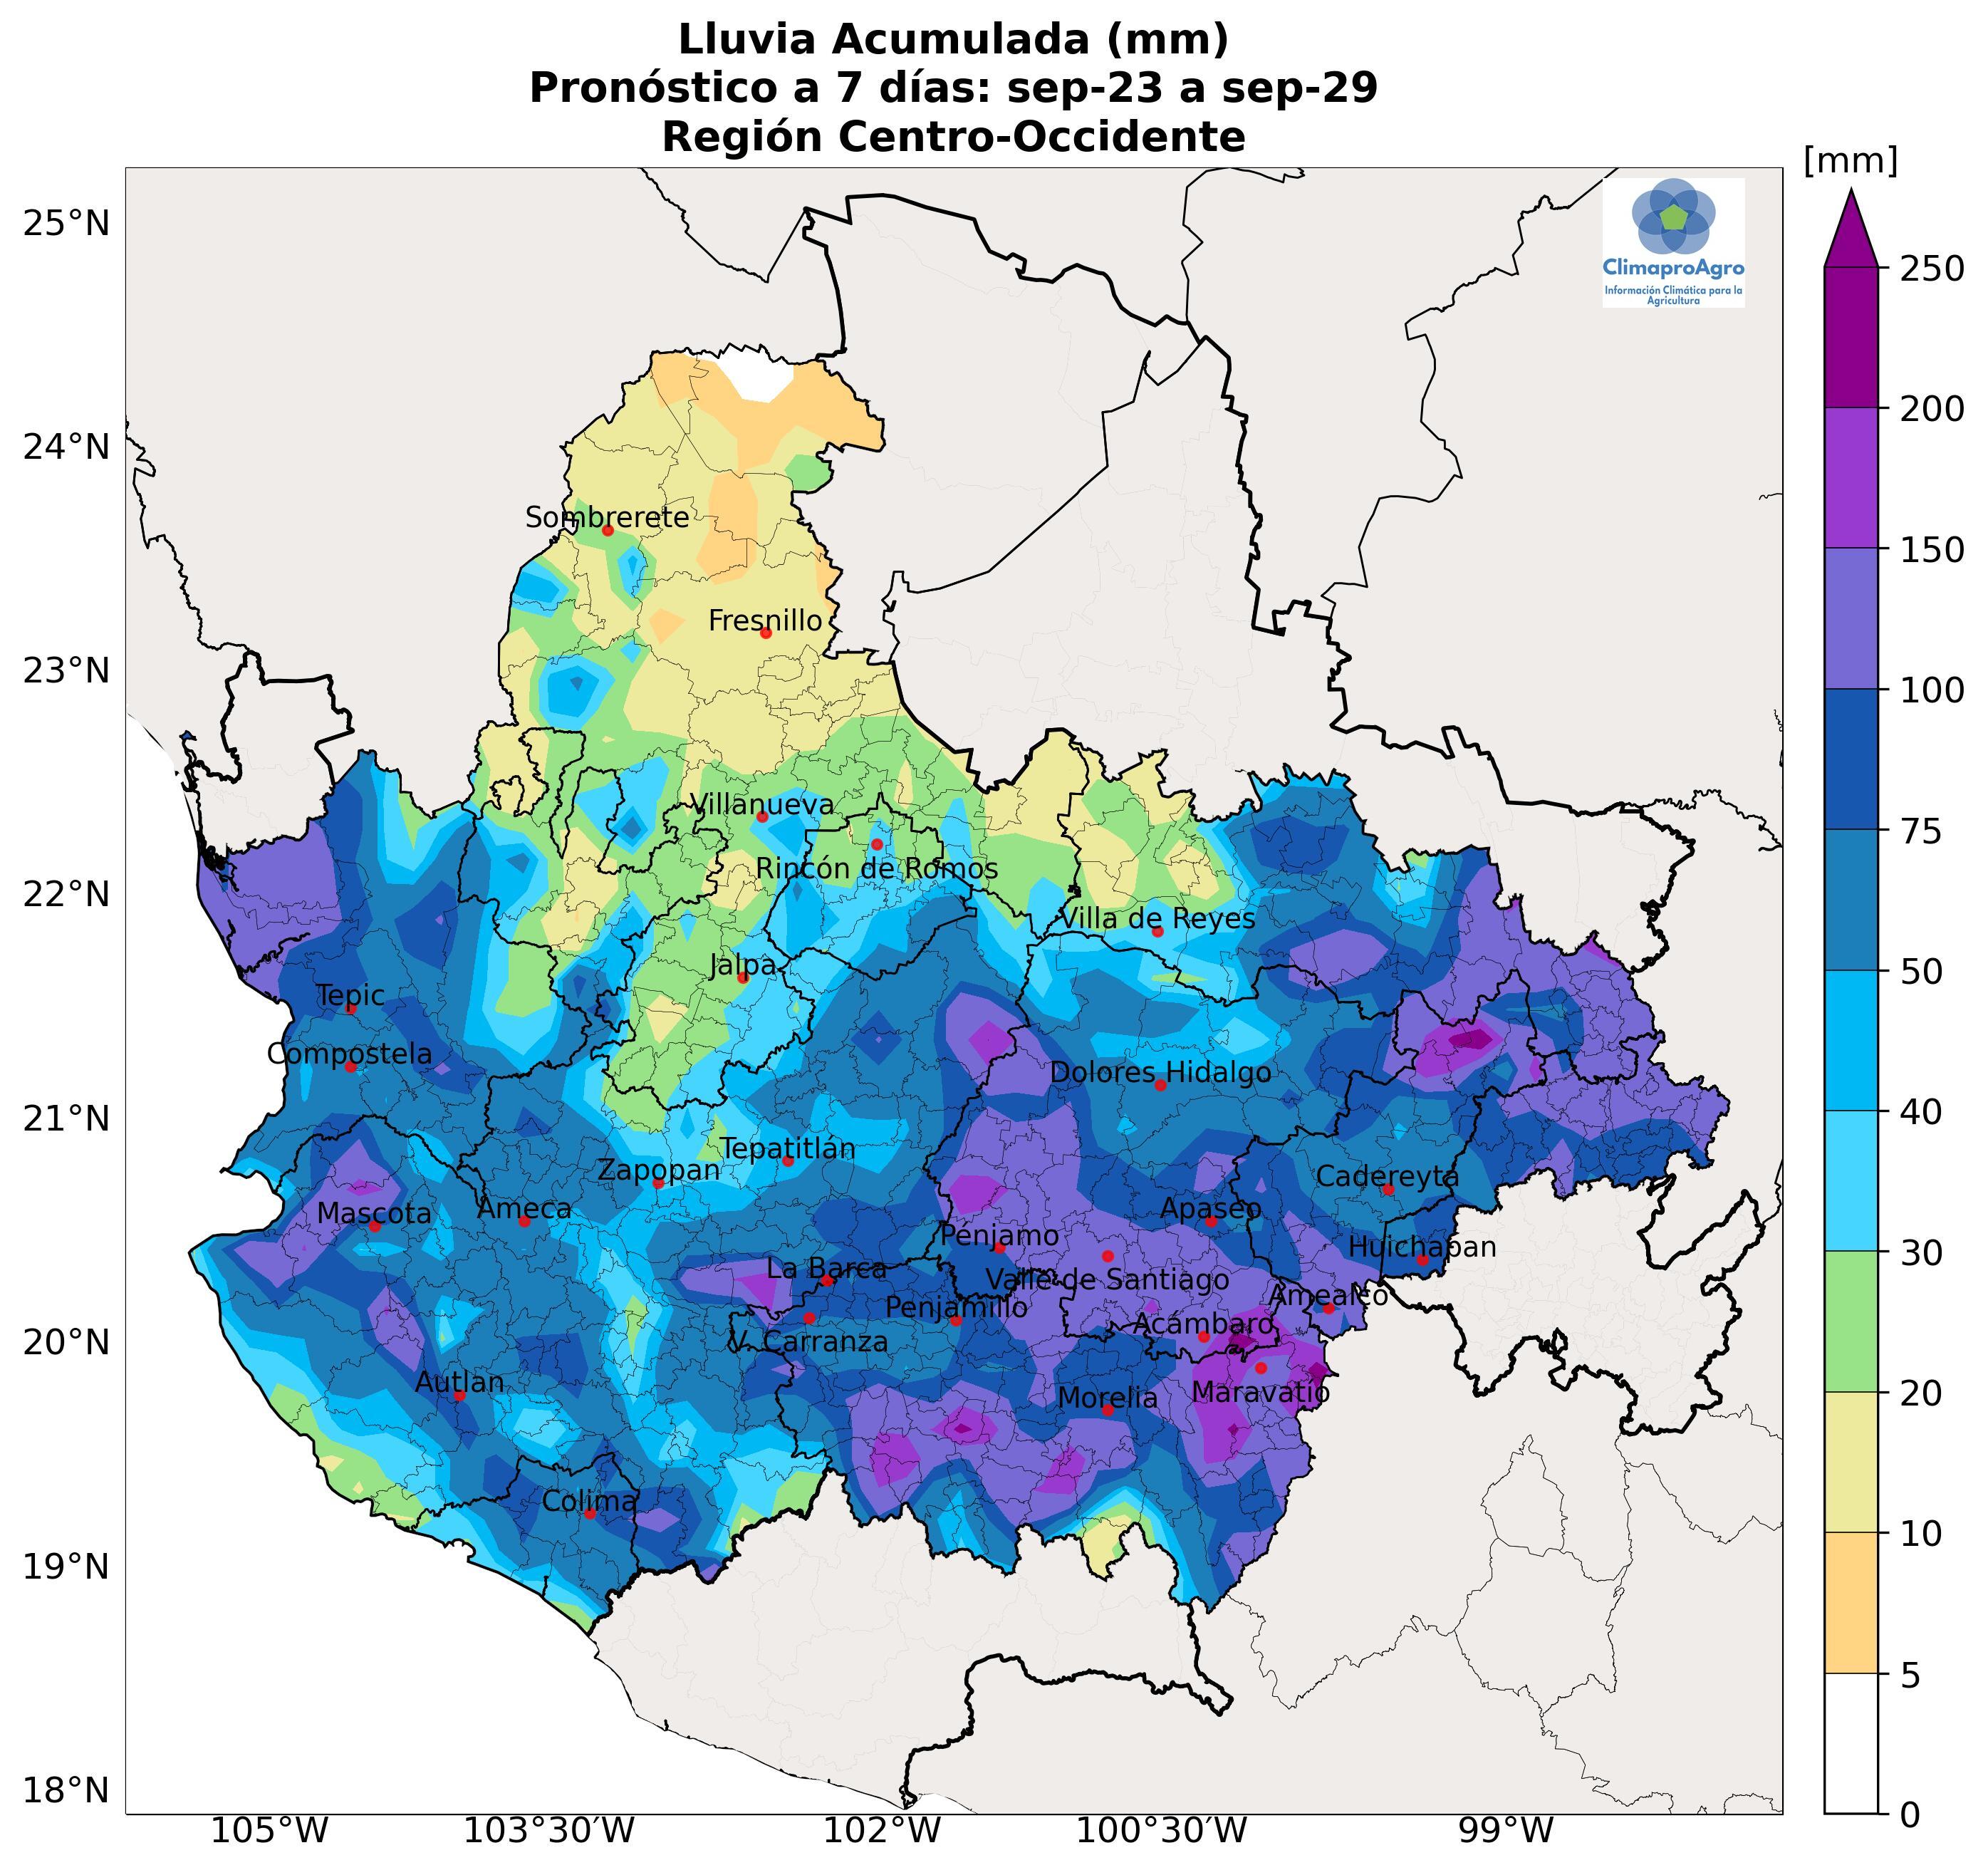 Lluvia Acumulada (mm)
Pronóstico a 7 días: sep-23 a sep-29
Región Centro-Occidente
[mm]
25°N
ClimaproAgro
Información Climática para la
Agricultura
250
200
24°N
Sombrerete
150
Fresnillo
23°N
100
Villanueva
75
Rincón de Romos
22°N
Villa de Reyes
Jalpa
50
Tepic
Compostela
Dolores Hidalgo
21°N
40
Tepatitlán
Zapopan
Cadereyta
Ameca
Mascota
Apaseo
Penjamo
Huichapan
30
La Barca
Valle de Santiago
Amealco
Penjamillo
Acámbaro
20°N
V. Carranza
Autlan
Maravatío
Morelia
20
Colima
10
19°N
5
18°N
0
105°W
103°30'W
102°W
100°30'W
99°W